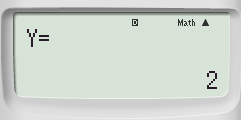 D Math ▲
Y=
2